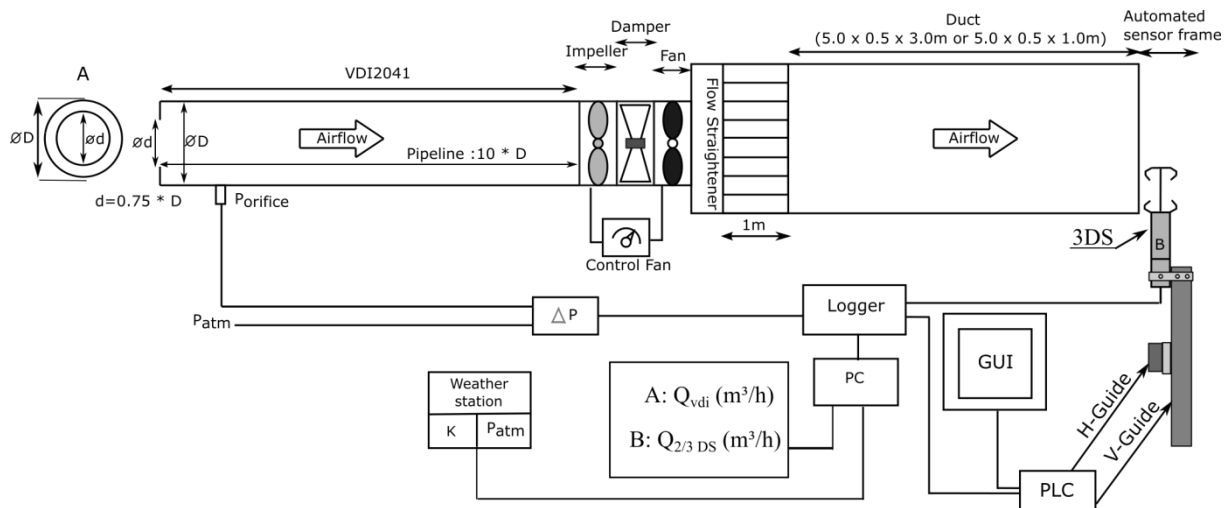 Duct
(5.0 x 0.5 x 3.0m or 5.0 x 0.5 x 1.0m)
Automated
sensor frame
Damper
Impeller
Fan
VDI2041
A
ØD
ød
ød
ØD
Airflow
Pipeline :10 * D
d=0.75 * D
Porifice
Flow Straightener
Airflow
1m
Control Fan
3DS
B
Patm
△P
Logger
GUI
PC
Weather
station
K
Patm
A: Qvdi (m³/h)
B: Q2/3 DS (m³/h)
H-Guide
V-Guide
PLC